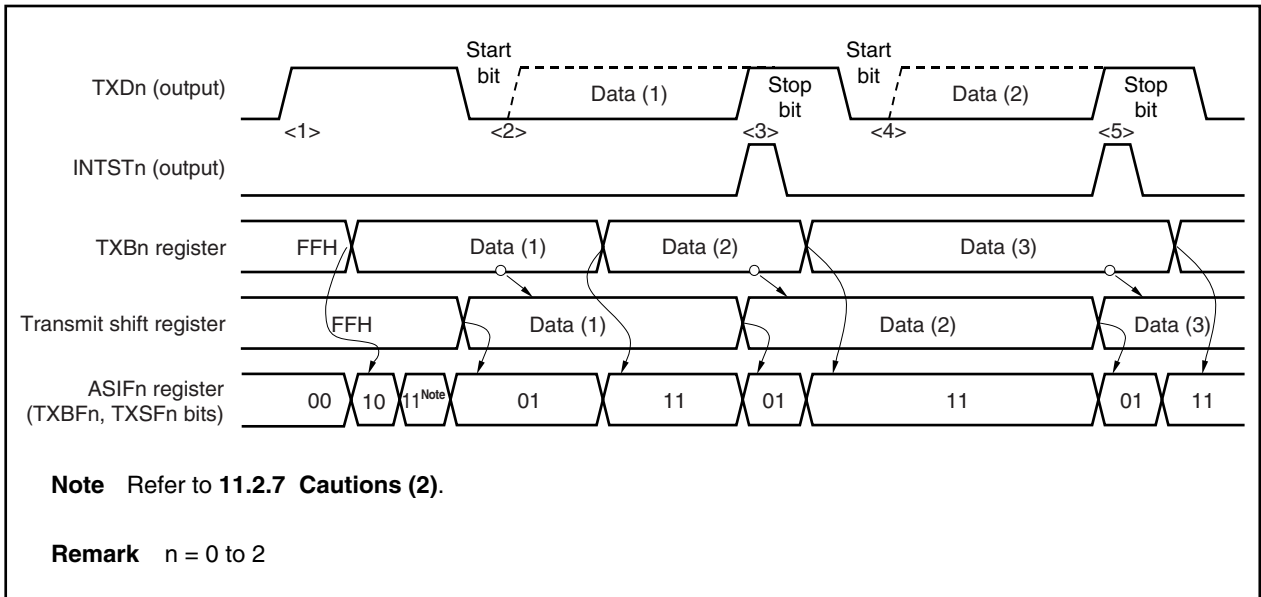 Start bit
Start bit
TXDn (output)
Data (1)
Stop bit
Data (2)
Stop bit
<1>
<2>
<3>
<4>
<5>
INTSTn (output)
TXBn register
FFH
Data (1)
Data (2)
Data (3)
Transmit shift register
FFH
Data (1)
Data (2)
Data (3)
ASIFn register
(TXBFn, TXSFn bits)
00
10
11 Note
01
11
01
11
01
11
Note Refer to 11.2.7 Cautions (2).
Remark n = 0 to 2